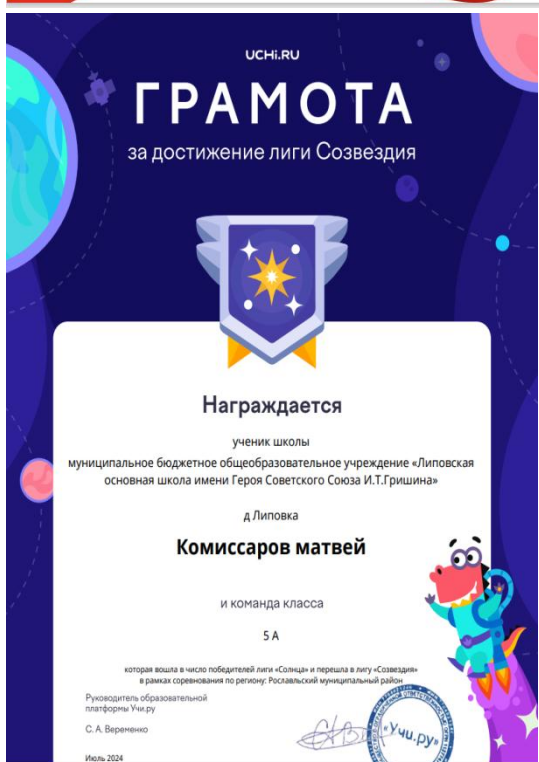 UCHi.RU
ГРАМОТА
за достижение лиги Созвездия
Награждается
ученик школы
муниципальное бюджетное общеобразовательное учреждение «Липовская
основная школа имени Героя Советского Союза И.Т.Гришина»
д Липовка
Комиссаров матвей
и команда класса
5 А
которая вошла в число победителей лиги «Солнца» и перешла в лигу «Созвездия»
в рамках соревнования по региону: Рославльский муниципальный район
Руководитель образовательной
платформы Учи.ру
С. А. Веременко
«Учи.ру»
Июль 2024